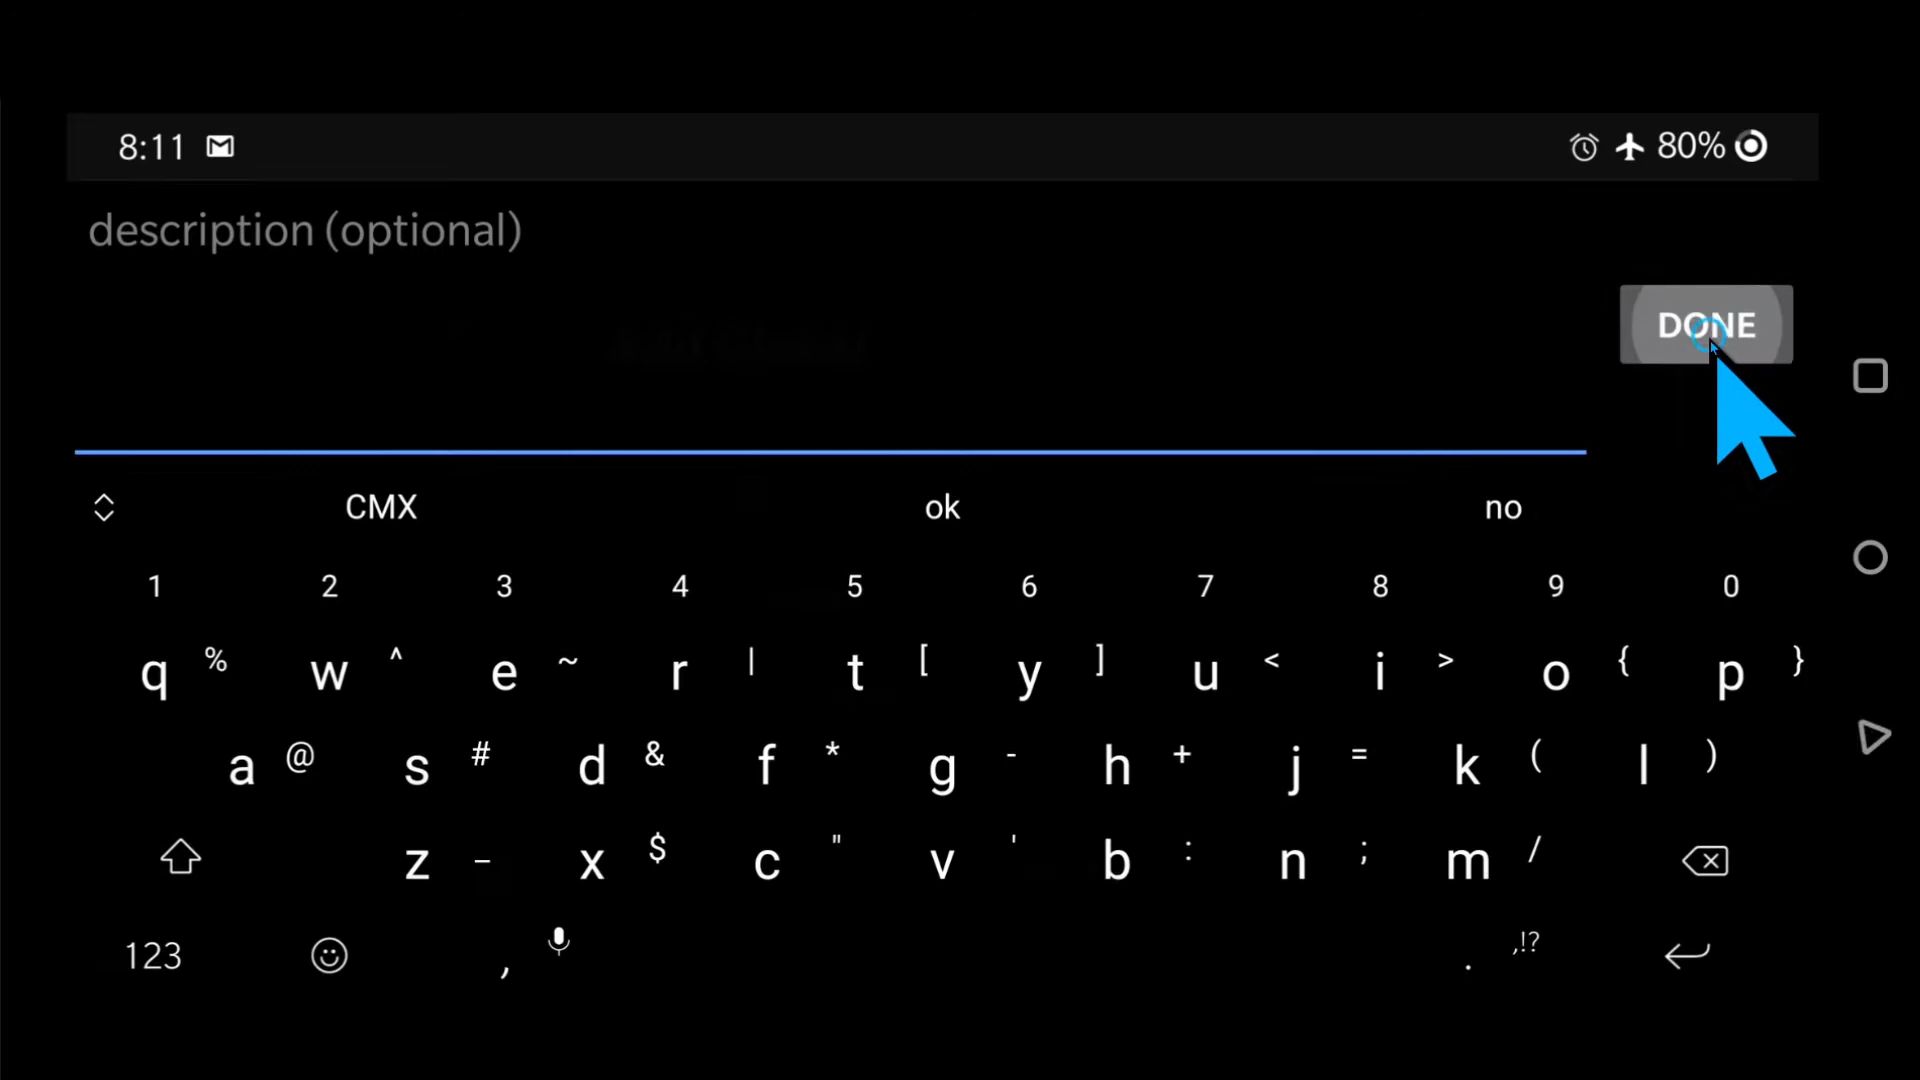 8:11 80%
description (optional)
DONE
CMX ok no
1 2 3 4 5 6 7 8 9 0
q % w ^ e ~ r | t [ y ] u < i > o { p }
a @ s # d & f * g - h + j = k ( l )
z _ x $ c " v ' b : n ; m /
123 , . ,!?